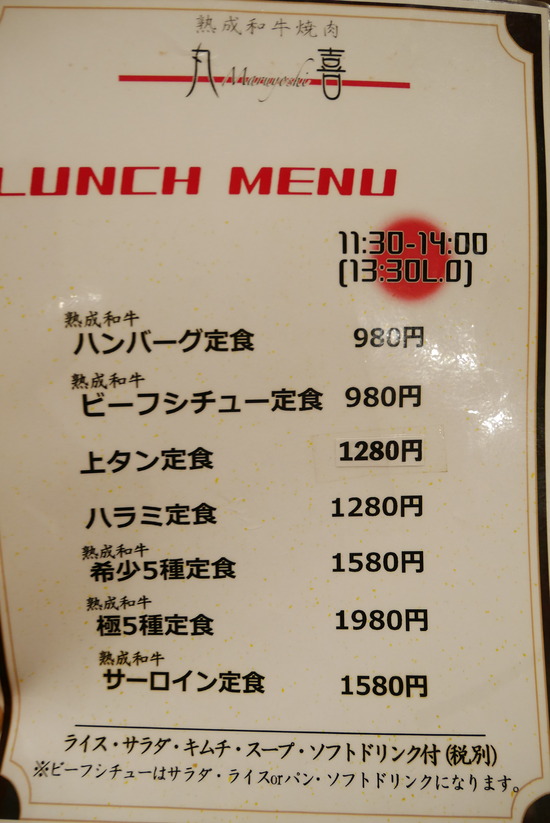 熟成和牛焼肉
丸 Maruyoshi 喜
LUNCH MENU
11:30-14:00
(13:30L.O)
熟成和牛
ハンバーグ定食 980円
熟成和牛
ビーフシチュー定食 980円
上タン定食 1280円
ハラミ定食 1280円
熟成和牛
希少5種定食 1580円
熟成和牛
極5種定食 1980円
熟成和牛
サーロイン定食 1580円
ライス・サラダ・キムチ・スープ・ソフトドリンク付(税別)
※ビーフシチューはサラダ・ライスorパン・ソフトドリンクになります。